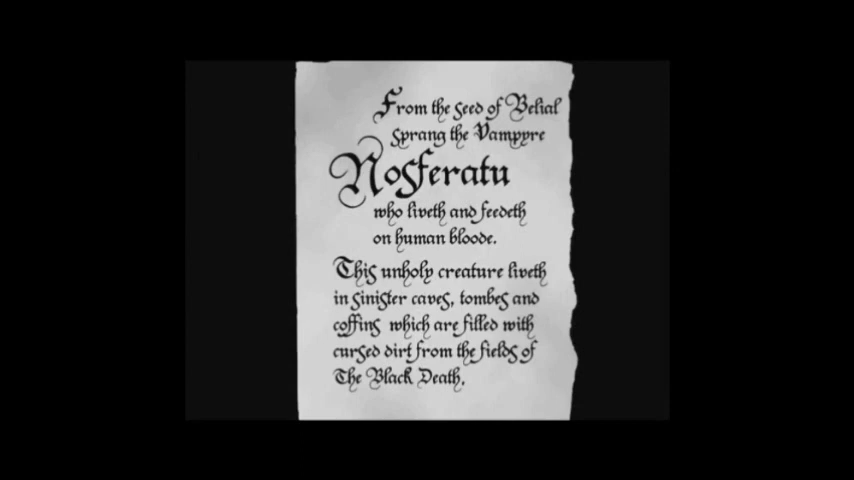 From the seed of Belial
sprang the Vampyre
Nosferatu
who liveth and feedeth
on human bloode.
This unholy creature liveth
in sinister caves, tombes and
coffins which are filled with
cursed dirt from the fields of
The Black Death.